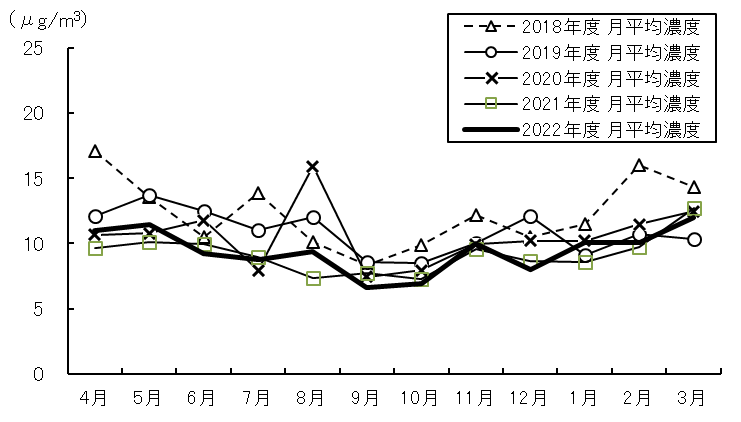 (μg/m³)
2018年度 月平均濃度
2019年度 月平均濃度
2020年度 月平均濃度
2021年度 月平均濃度
2022年度 月平均濃度
25
20
15
10
5
0
4月 5月 6月 7月 8月 9月 10月 11月 12月 1月 2月 3月